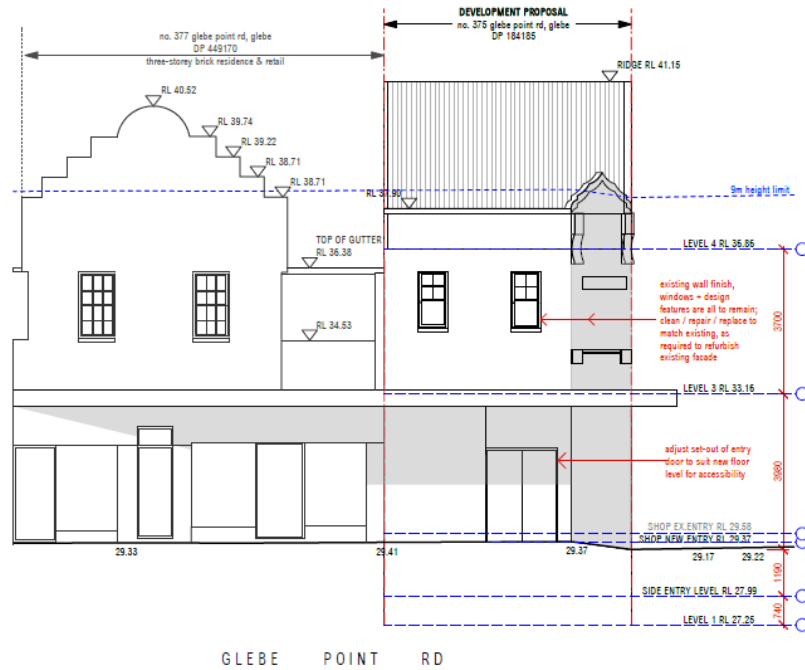 DEVELOPMENT PROPOSAL
no. 375 glebe point rd, glebe
DP 184185
no. 377 glebe point rd, glebe
DP 449170
three-storey brick residence & retail
RIDGE RL 41.15
RL 40.52
RL 39.74
RL 39.22
RL 38.71
RL 38.71
9m height limit
RL 37.90
TOP OF GUTTER
RL 36.38
LEVEL 4 RL 36.86
existing wall finish,
windows + design
features are all to remain;
clean / repair / replace to
match existing, as
required to refurbish
existing facade
3700
RL 34.53
LEVEL 3 RL 33.16
adjust set-out of entry
door to suit new floor
level for accessibility
3980
SHOP EX.ENTRY RL 29.58
SHOP NEW ENTRY RL 29.37
29.33
29.41
29.37
29.17
29.22
1190
SIDE ENTRY LEVEL RL 27.99
740
LEVEL 1 RL 27.25
GLEBE POINT RD